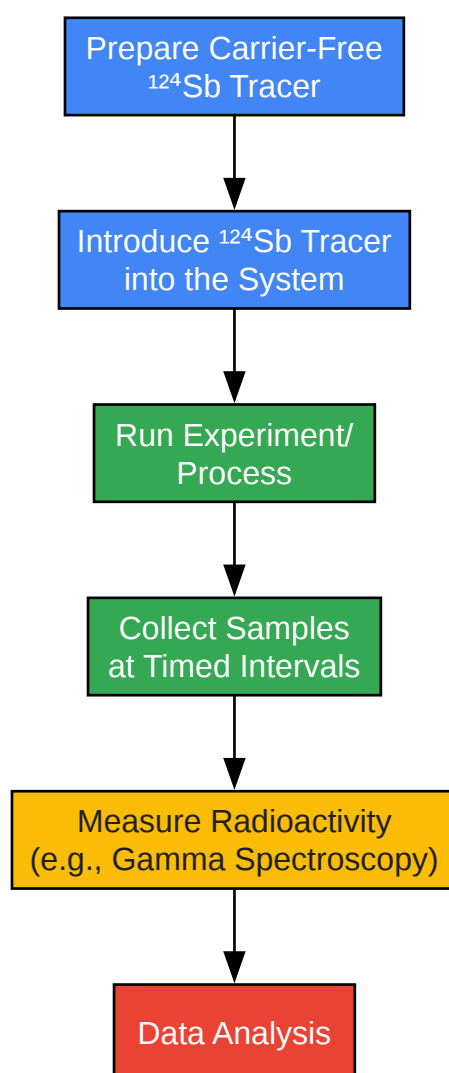 Prepare Carrier-Free
¹²⁴Sb Tracer
Introduce ¹²⁴Sb Tracer
into the System
Run Experiment/
Process
Collect Samples
at Timed Intervals
Measure Radioactivity
(e.g., Gamma Spectroscopy)
Data Analysis